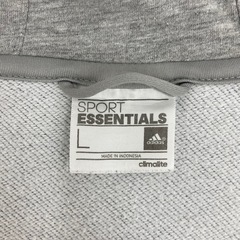 SPORT
ESSENTIALS
L
adidas
MADE IN INDONESIA
climalite